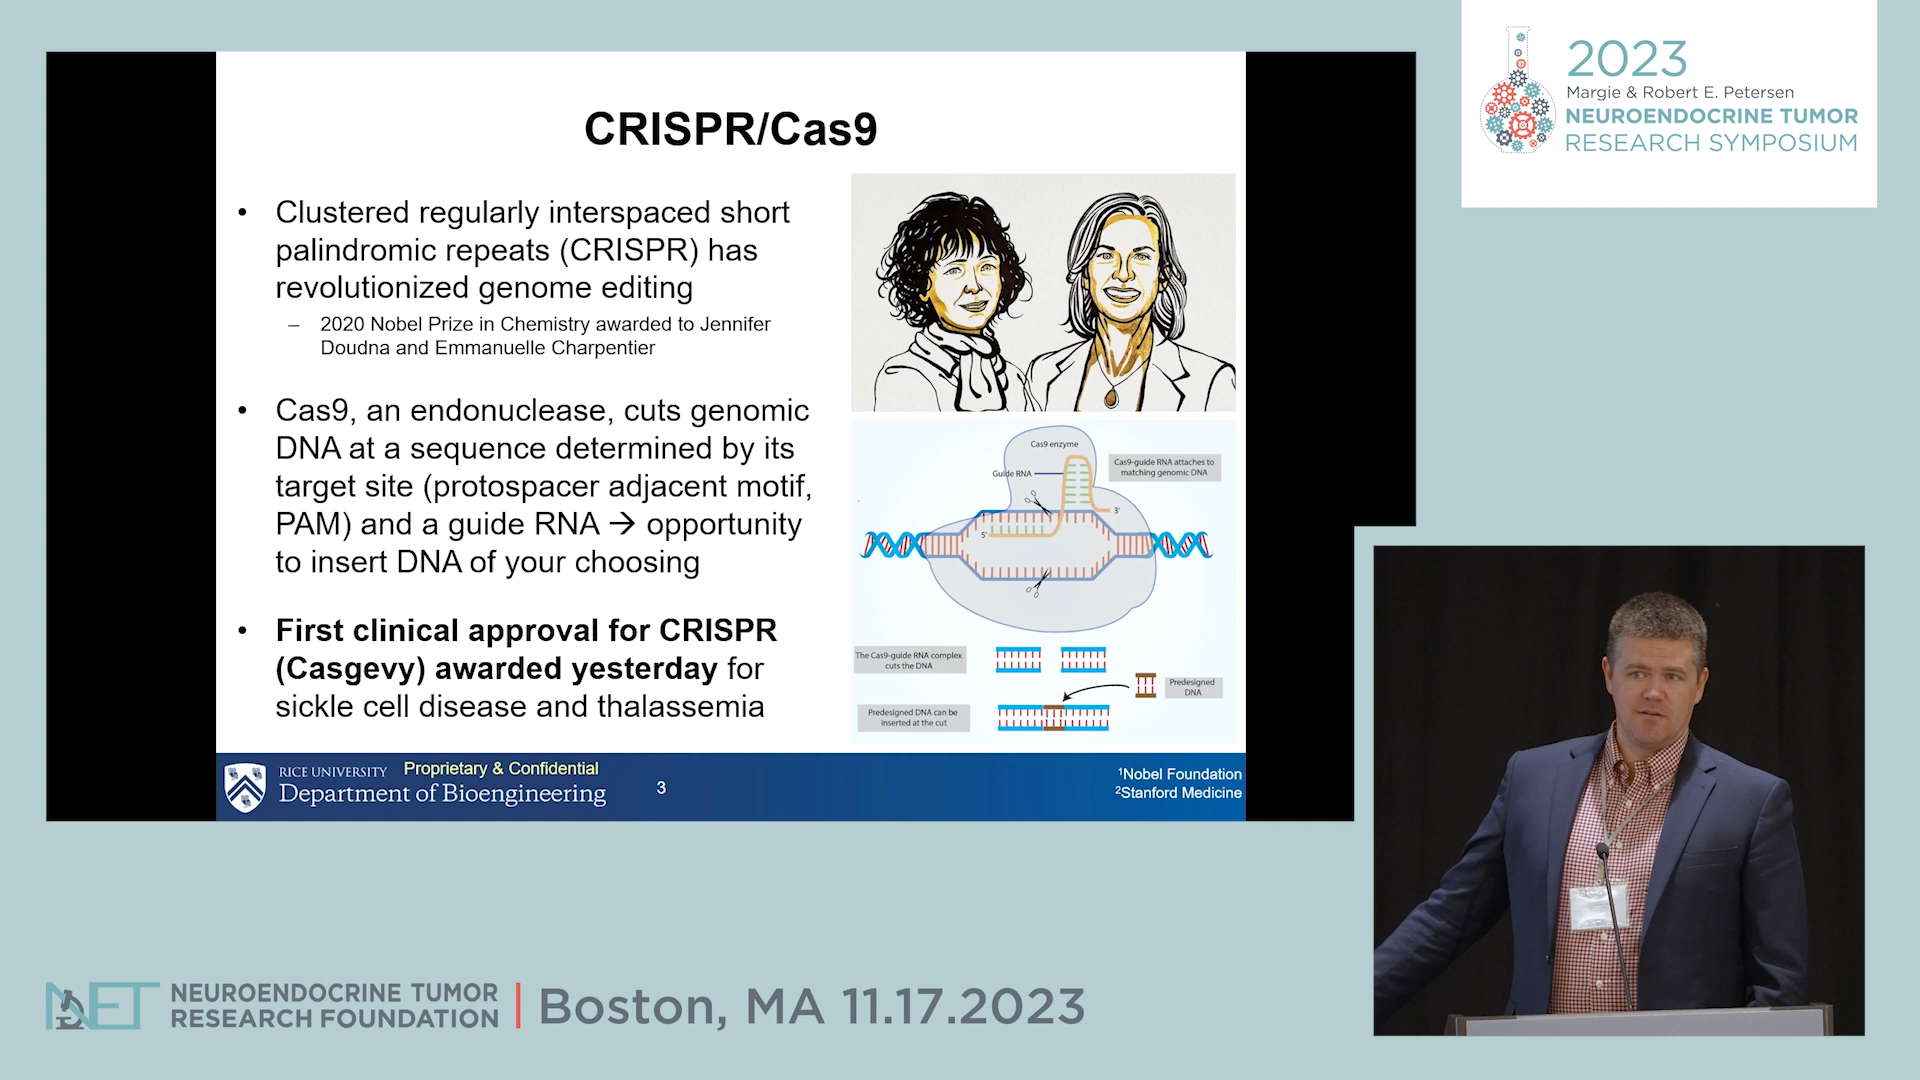 CRISPR/Cas9
• Clustered regularly interspaced short
palindromic repeats (CRISPR) has
revolutionized genome editing
– 2020 Nobel Prize in Chemistry awarded to Jennifer
Doudna and Emmanuelle Charpentier
• Cas9, an endonuclease, cuts genomic
DNA at a sequence determined by its
target site (protospacer adjacent motif,
PAM) and a guide RNA → opportunity
to insert DNA of your choosing
• First clinical approval for CRISPR
(Casgevy) awarded yesterday for
sickle cell disease and thalassemia
Cas9 enzyme
Guide RNA
Cas9-guide RNA attaches to
matching genomic DNA
3'
5'
The Cas9-guide RNA complex
cuts the DNA
Predesigned
DNA
Predesigned DNA can be
inserted at the cut
RICE UNIVERSITY Proprietary & Confidential
Department of Bioengineering
3
1Nobel Foundation
2Stanford Medicine
2023
Margie & Robert E. Petersen
NEUROENDOCRINE TUMOR
RESEARCH SYMPOSIUM
NET
NEUROENDOCRINE TUMOR
RESEARCH FOUNDATION
Boston, MA 11.17.2023